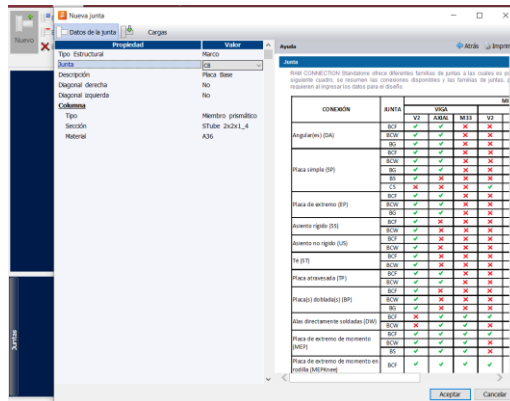 Nueva junta
Nuevo
Datos de la junta
Cargas
Propiedad Valor
Tipo Estructural Marco
Junta CB
Descripción Placa Base
Diagonal derecha No
Diagonal izquierda No
Columna
Tipo Miembro prismático
Sección STube 2x2x1_4
Material A36
Juntas
Ayuda Atrás Imprim
Junta
RAM CONNECTION Standalone ofrece diferentes familias de juntas a las cuales es po
siguiente cuadro, se resumen las conexiones disponibles y las familias de juntas,
requieren al ingresar los datos para el diseño.
CONEXIÓN JUNTA VIGA
V2 AXIAL M33 V2
Angular(es) (DA) BCF ✔ ✔ ✖ ✖
BCW ✔ ✔ ✖ ✖
BG ✔ ✔ ✖ ✖
Placa simple (SP) BCF ✔ ✔ ✖ ✖
BCW ✔ ✔ ✖ ✖
BG ✔ ✔ ✖ ✖
BS ✔ ✖ ✖ ✖
CS ✖ ✖ ✖ ✔
Placa de extremo (EP) BCF ✔ ✔ ✖ ✖
BCW ✔ ✔ ✖ ✖
BG ✔ ✔ ✖ ✖
Asiento rígido (SS) BCF ✔ ✖ ✖ ✖
BCW ✔ ✖ ✖ ✖
Asiento no rígido (US) BCF ✔ ✖ ✖ ✖
BCW ✔ ✖ ✖ ✖
Té (ST) BCF ✔ ✖ ✖ ✖
BCW ✔ ✖ ✖ ✖
Placa atravesada (TP) BCF ✔ ✔ ✖ ✖
BCW ✔ ✔ ✖ ✖
Placa(s) doblada(s) (BP) BCF ✔ ✖ ✖ ✖
BCW ✔ ✖ ✖ ✖
BG ✔ ✖ ✖ ✖
Alas directamente soldadas (DW) BCF ✖ ✔ ✔ ✔
BCW ✖ ✔ ✔ ✖
Placa de extremo de momento
(MEP) BCF ✔ ✔ ✔ ✔
BCW ✔ ✔ ✔ ✖
BS ✔ ✔ ✔ ✖
Placa de extremo de momento en
rodilla (MEPKnee) BCF ✔ ✔ ✔ ✔
Aceptar Cancelar